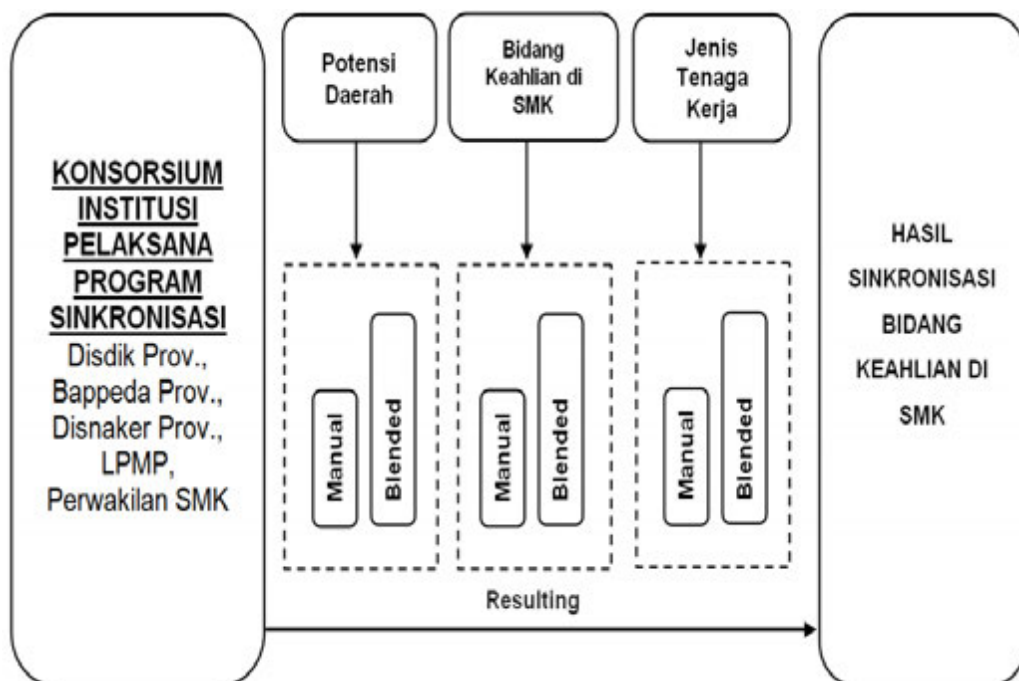 KONSORSIUM
INSTITUSI
PELAKSANA
PROGRAM
SINKRONISASI
Disdik Prov.,
Bappeda Prov.,
Disnaker Prov.,
LPMP,
Perwakilan SMK
Potensi
Daerah
Bidang
Keahlian di
SMK
Jenis
Tenaga
Kerja
Manual
Blended
Manual
Blended
Manual
Blended
Resulting
HASIL
SINKRONISASI
BIDANG
KEAHLIAN DI
SMK